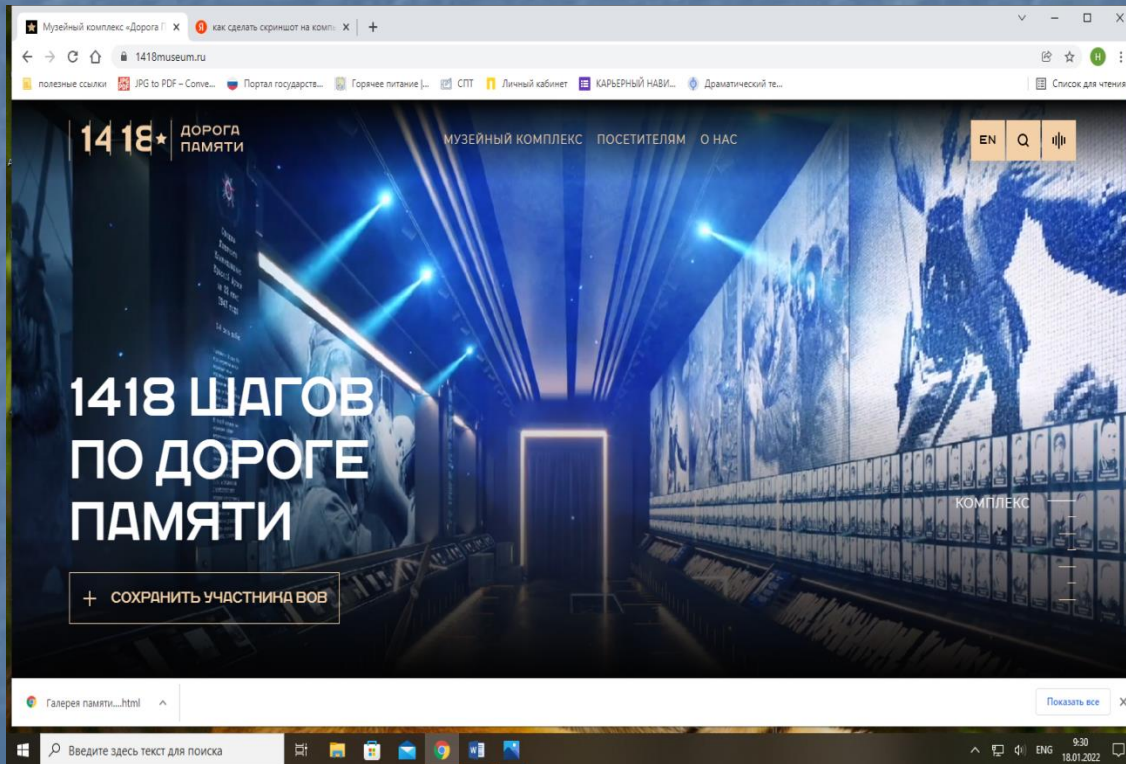 Музейный комплекс «Дорога П
как сделать скриншот на комп
1418museum.ru
полезные ссылки
JPG to PDF – Conve...
Портал государств...
Горячее питание |...
СПТ
Личный кабинет
КАРЬЕРНЫЙ НАВИ...
Драматический те...
Список для чтения
1418
ДОРОГА
ПАМЯТИ
МУЗЕЙНЫЙ КОМПЛЕКС ПОСЕТИТЕЛЯМ О НАС
EN
1418 ШАГОВ
ПО ДОРОГЕ
ПАМЯТИ
КОМПЛЕКС
+ СОХРАНИТЬ УЧАСТНИКА ВОВ
Галерея памяти....html
Показать все
Введите здесь текст для поиска
ENG
9:30
18.01.2022